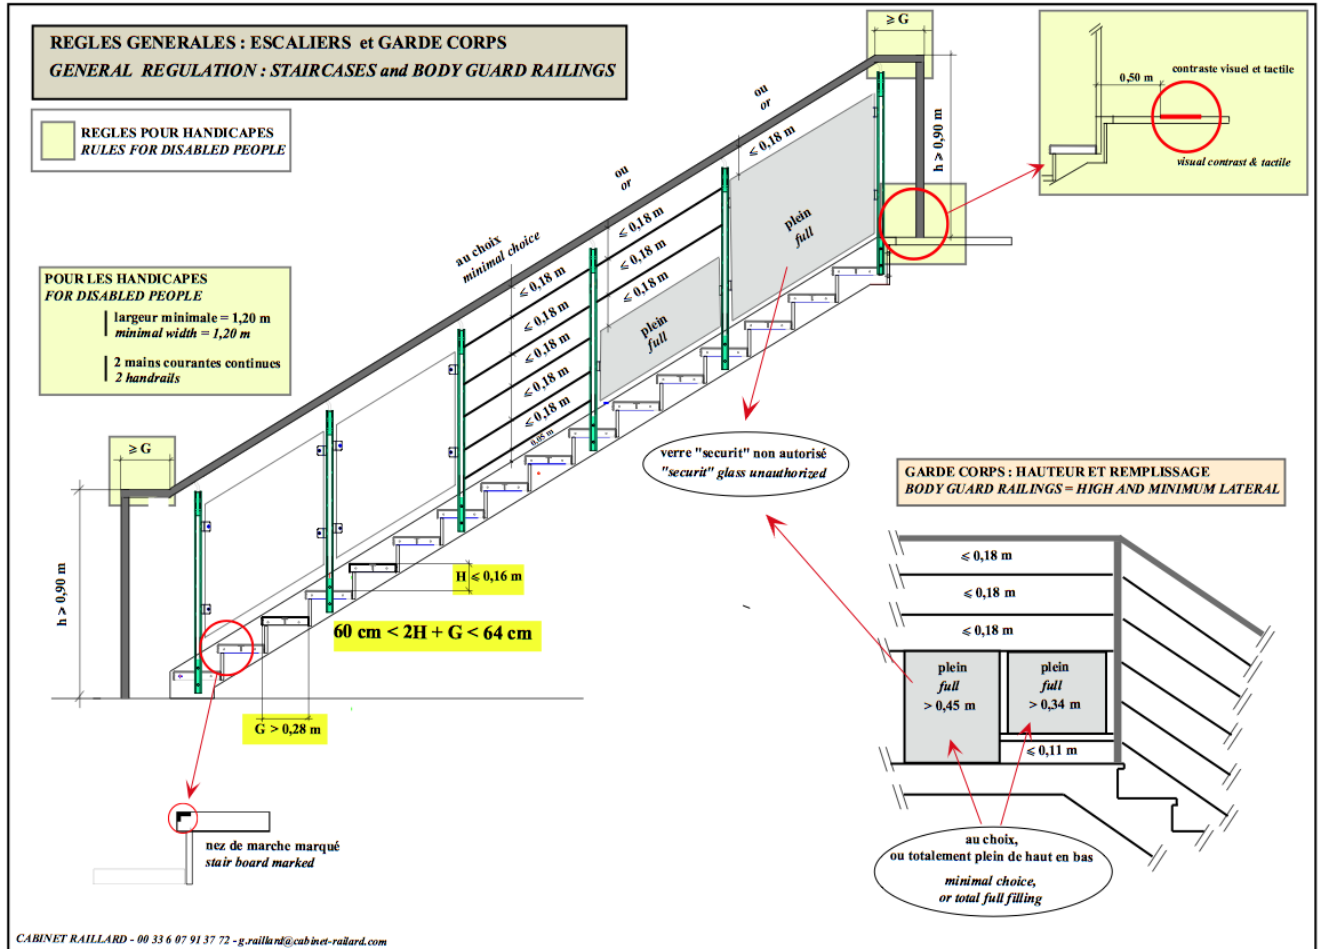 REGLES GENERALES : ESCALIERS et GARDE CORPS
GENERAL REGULATION : STAIRCASES and BODY GUARD RAILINGS
REGLES POUR HANDICAPES
RULES FOR DISABLED PEOPLE
POUR LES HANDICAPES
FOR DISABLED PEOPLE
largeur minimale = 1,20 m
minimal width = 1,20 m
2 mains courantes continues
2 handrails
≥ G
h ≥ 0,90 m
au choix
minimal choice
ou
or
ou
or
≤ 0,18 m
≤ 0,18 m
≤ 0,18 m
≤ 0,18 m
≤ 0,18 m
0,05 m
≤ 0,18 m
≤ 0,18 m
≤ 0,18 m
plein
full
≤ 0,18 m
plein
full
≥ G
h ≥ 0,90 m
0,50 m
contraste visuel et tactile
visual contrast & tactile
H ≤ 0,16 m
60 cm < 2H + G < 64 cm
G > 0,28 m
nez de marche marqué
stair board marked
verre "securit" non autorisé
"securit" glass unauthorized
GARDE CORPS : HAUTEUR ET REMPLISSAGE
BODY GUARD RAILINGS = HIGH AND MINIMUM LATERAL
≤ 0,18 m
≤ 0,18 m
≤ 0,18 m
plein
full
> 0,45 m
plein
full
> 0,34 m
≤ 0,11 m
au choix,
ou totalement plein de haut en bas
minimal choice,
or total full filling
CABINET RAILLARD - 00 33 6 07 91 37 72 - g.raillard@cabinet-railard.com